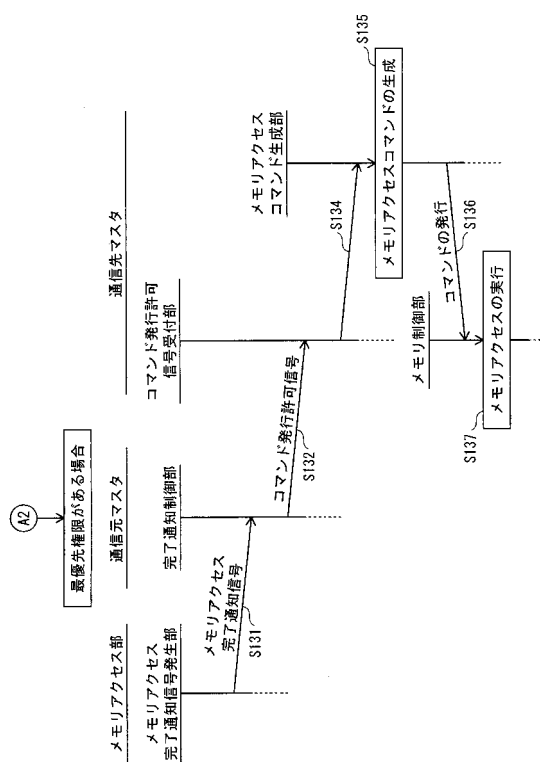 A2
最優先権限がある場合
メモリアクセス部
通信元マスタ
通信先マスタ
メモリアクセス
完了通知信号発生部
完了通知制御部
コマンド発行許可
信号受付部
メモリアクセス
コマンド生成部
メモリアクセス
完了通知信号
S131
コマンド発行許可信号
S132
S134
メモリアクセスコマンドの生成
S135
メモリ制御部
コマンドの発行
S136
メモリアクセスの実行
S137